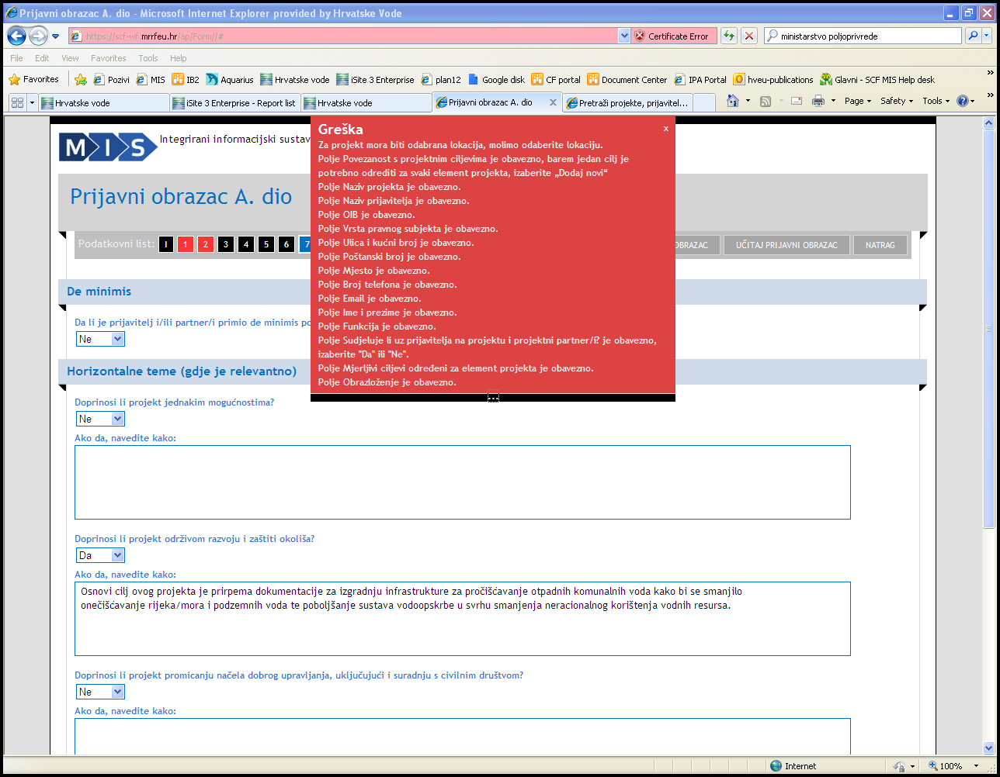 Prijavni obrazac A. dio - Microsoft Internet Explorer provided by Hrvatske Vode
https://scf-wf.mrrfeu.hr/ap/Form//#
Certificate Error
ministarstvo poljoprivrede
File Edit View Favorites Tools Help
Favorites Pozivi MIS IB2 Aquarius Hrvatske vode iSite 3 Enterprise plan12 Google disk CF portal Document Center IPA Portal hveu-publications Glavni - SCF MIS Help desk
Hrvatske vode iSite 3 Enterprise - Report list Hrvatske vode Prijavni obrazac A. dio X Pretraži projekte, prijavitel... Page Safety Tools
MIS Integrirani informacijski sustav
Greška x
Za projekt mora biti odabrana lokacija, molimo odaberite lokaciju.
Polje Povezanost s projektnim ciljevima je obavezno, barem jedan cilj je
potrebno odrediti za svaki element projekta, izaberite „Dodaj novi“
Polje Naziv projekta je obavezno.
Polje Naziv prijavitelja je obavezno.
Polje OIB je obavezno.
Polje Vrsta pravnog subjekta je obavezno.
Polje Ulica i kućni broj je obavezno.
Polje Poštanski broj je obavezno.
Polje Mjesto je obavezno.
Polje Broj telefona je obavezno.
Polje Email je obavezno.
Polje Ime i prezime je obavezno.
Polje Funkcija je obavezno.
Polje Sudjeluje li uz prijavitelja na projektu i projektni partner/i? je obavezno,
izaberite "Da" ili "Ne".
Polje Mjerljivi ciljevi određeni za element projekta je obavezno.
Polje Obrazloženje je obavezno.
...
Prijavni obrazac A. dio
Podatkovni list: I 1 2 3 4 5 6 7 OBRAZAC UČITAJ PRIJAVNI OBRAZAC NATRAG
De minimis
Da li je prijavitelj i/ili partner/i primio de minimis po
Ne
Horizontalne teme (gdje je relevantno)
Doprinosi li projekt jednakim mogućnostima?
Ne
Ako da, navedite kako:
Doprinosi li projekt održivom razvoju i zaštiti okoliša?
Da
Ako da, navedite kako:
Osnovi cilj ovog projekta je prirpema dokumentacije za izgradnju infrastrukture za pročišćavanje otpadnih komunalnih voda kako bi se smanjilo
onečišćavanje rijeka/mora i podzemnih voda te poboljšanje sustava vodoopskrbe u svrhu smanjenja neracionalnog korištenja vodnih resursa.
Doprinosi li projekt promicanju načela dobrog upravljanja, uključujući i suradnju s civilnim društvom?
Ne
Ako da, navedite kako:
Internet 100%